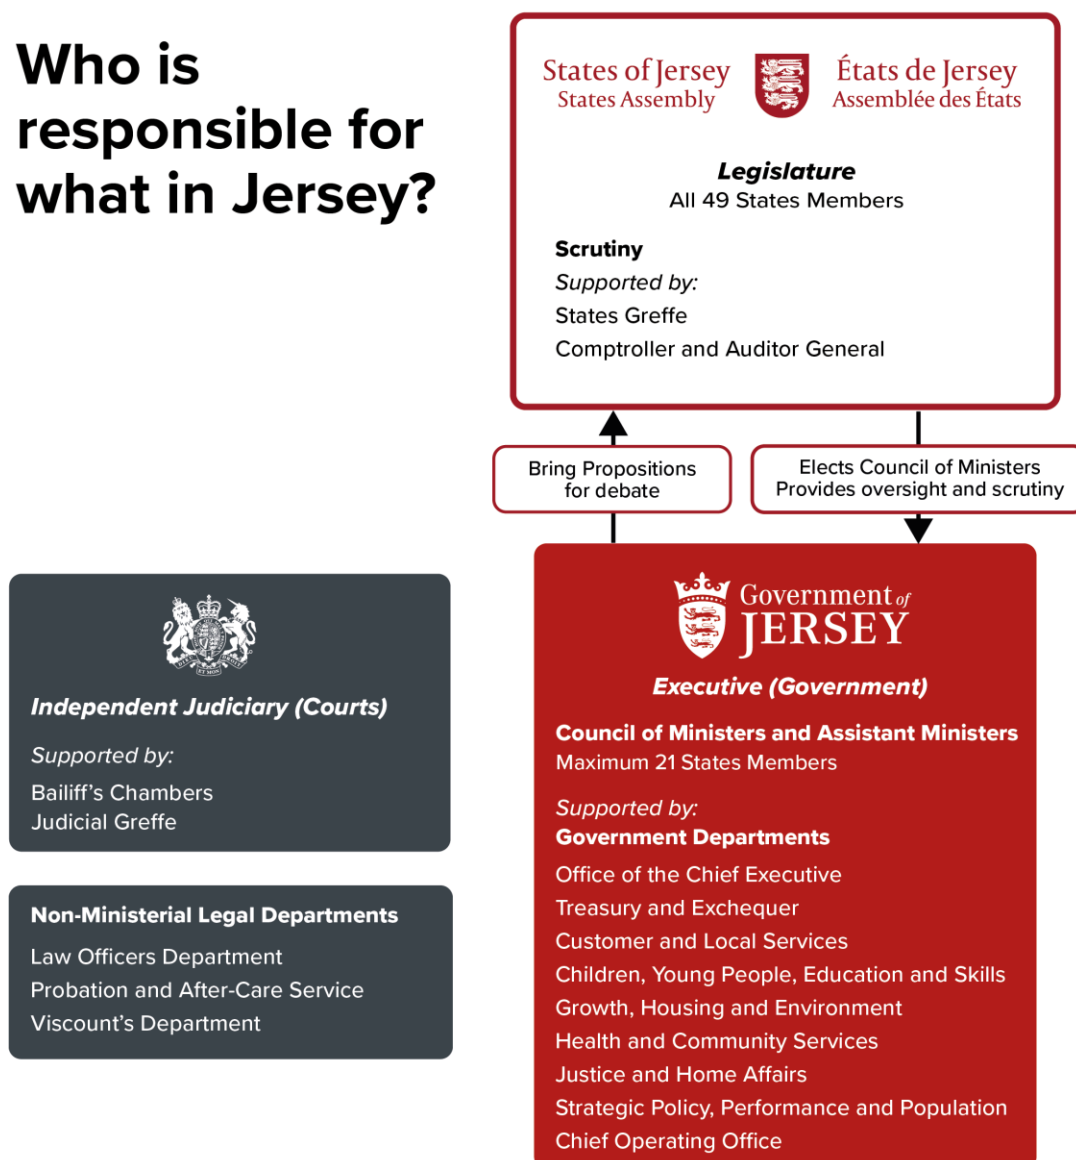 Who is
responsible for
what in Jersey?
States of Jersey
States Assembly
États de Jersey
Assemblée des États
Legislature
All 49 States Members
Scrutiny
Supported by:
States Greffe
Comptroller and Auditor General
Bring Propositions
for debate
Elects Council of Ministers
Provides oversight and scrutiny
Independent Judiciary (Courts)
Supported by:
Bailiff's Chambers
Judicial Greffe
Non-Ministerial Legal Departments
Law Officers Department
Probation and After-Care Service
Viscount's Department
Government of
JERSEY
Executive (Government)
Council of Ministers and Assistant Ministers
Maximum 21 States Members
Supported by:
Government Departments
Office of the Chief Executive
Treasury and Exchequer
Customer and Local Services
Children, Young People, Education and Skills
Growth, Housing and Environment
Health and Community Services
Justice and Home Affairs
Strategic Policy, Performance and Population
Chief Operating Office